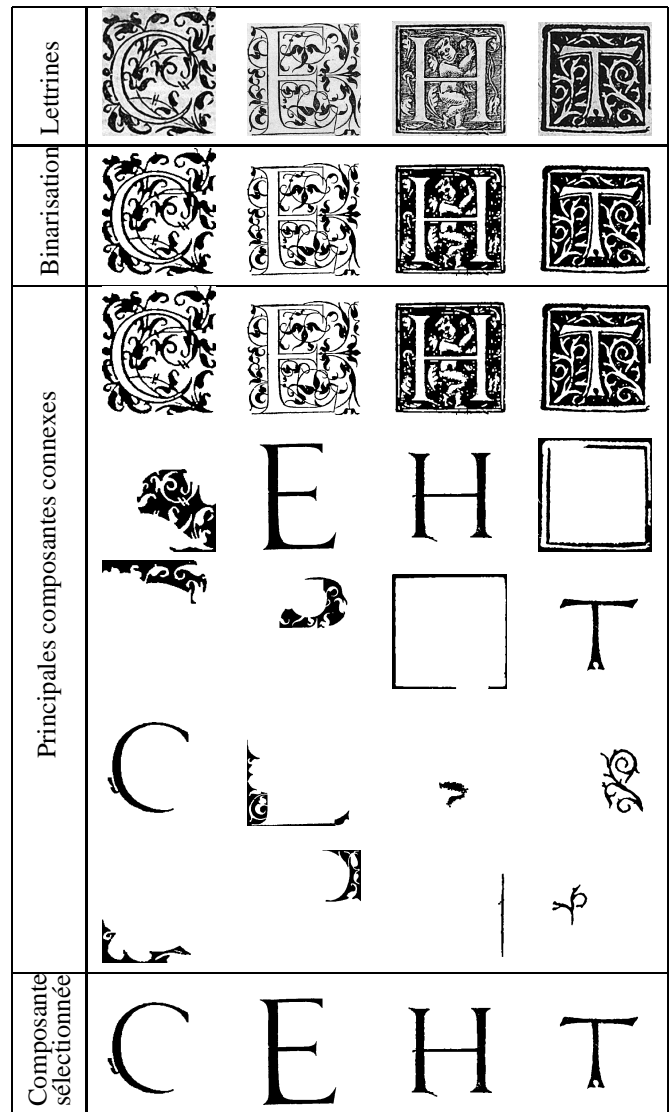 Lettrines
C E H T
Binarisation
C E H T
Principales composantes connexes
C E H T
E H
T
C
Composante
sélectionnée
C E H T